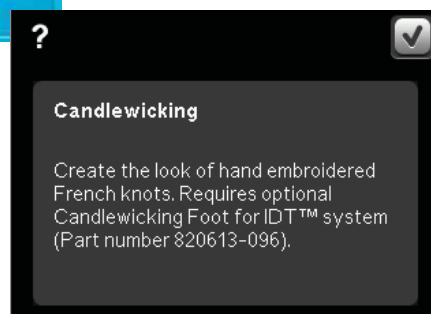 ?
Candlewicking
Create the look of hand embroidered
French knots. Requires optional
Candlewicking Foot for IDT™ system
(Part number 820613-096).